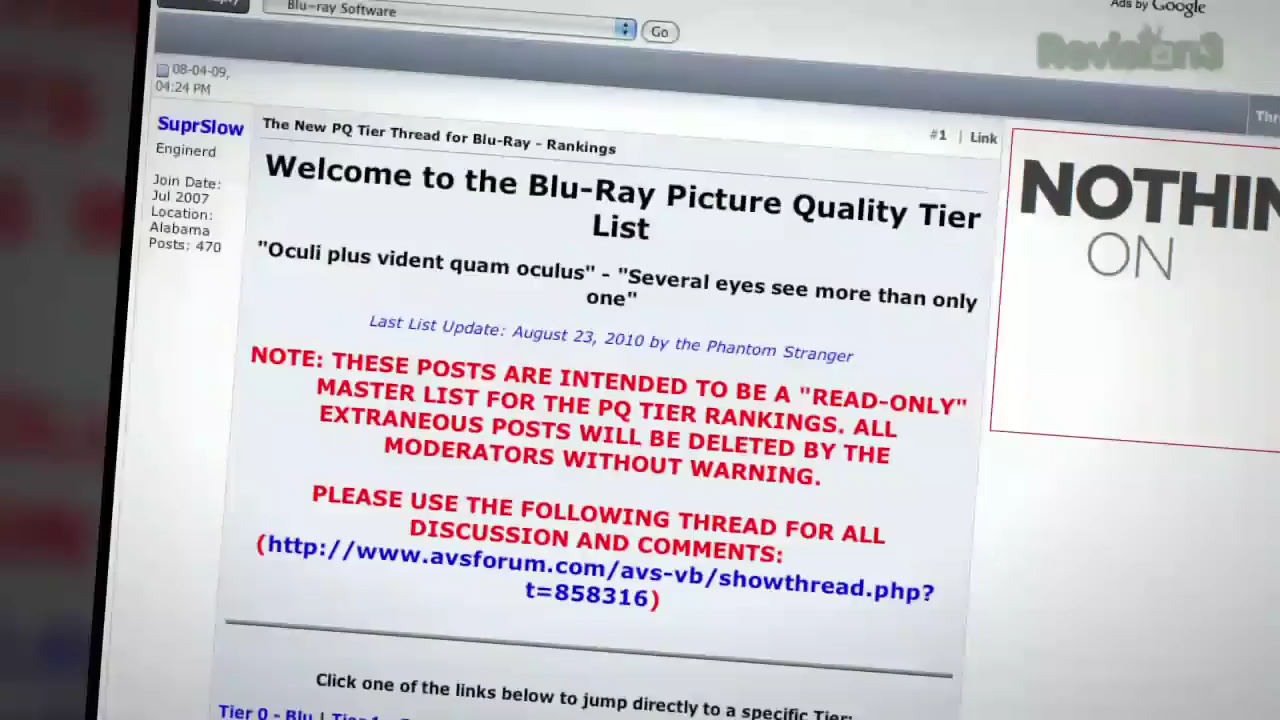 Blu-ray Software
Go
Ads by Google
Revision3
08-04-09,
04:24 PM
#1 | Link
SuprSlow
Enginerd
Join Date:
Jul 2007
Location:
Alabama
Posts: 470
The New PQ Tier Thread for Blu-Ray - Rankings
Welcome to the Blu-Ray Picture Quality Tier
List
"Oculi plus vident quam oculus" - "Several eyes see more than only
one"
Last List Update: August 23, 2010 by the Phantom Stranger
NOTE: THESE POSTS ARE INTENDED TO BE A "READ-ONLY"
MASTER LIST FOR THE PQ TIER RANKINGS. ALL
EXTRANEOUS POSTS WILL BE DELETED BY THE
MODERATORS WITHOUT WARNING.
PLEASE USE THE FOLLOWING THREAD FOR ALL
DISCUSSION AND COMMENTS:
(http://www.avsforum.com/avs-vb/showthread.php?
t=858316)
Click one of the links below to jump directly to a specific Tier:
Tier 0 - Blu |
NOTHIN
ON